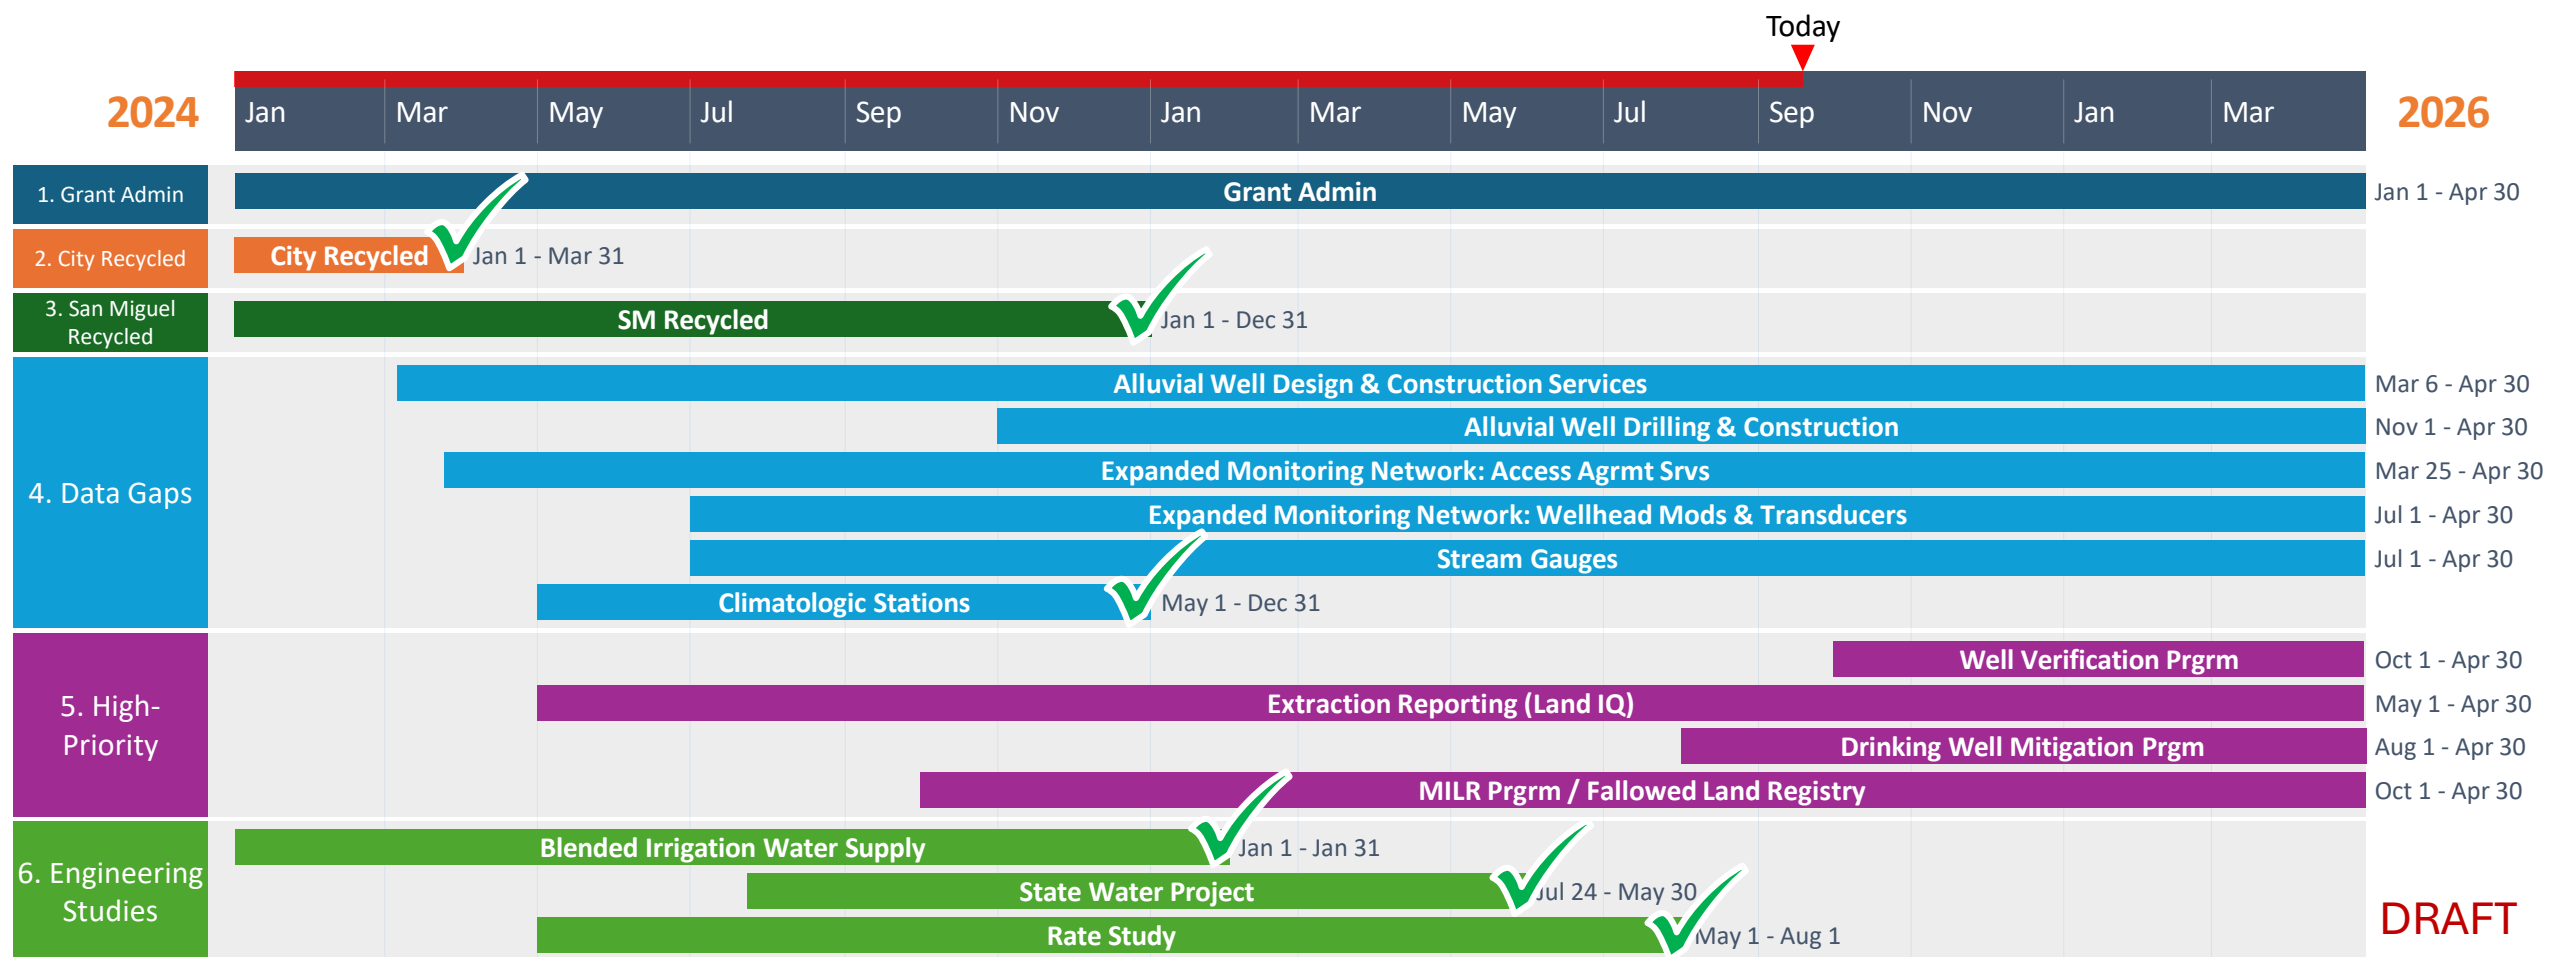 Today
2024
Jan Mar May Jul Sep Nov Jan Mar May Jul Sep Nov Jan Mar
2026
1. Grant Admin
Grant Admin
Jan 1 - Apr 30
2. City Recycled
City Recycled
Jan 1 - Mar 31
3. San Miguel
Recycled
SM Recycled
Jan 1 - Dec 31
4. Data Gaps
Alluvial Well Design & Construction Services
Mar 6 - Apr 30
Alluvial Well Drilling & Construction
Nov 1 - Apr 30
Expanded Monitoring Network: Access Agrmt Srvs
Mar 25 - Apr 30
Expanded Monitoring Network: Wellhead Mods & Transducers
Jul 1 - Apr 30
Stream Gauges
Jul 1 - Apr 30
Climatologic Stations
May 1 - Dec 31
5. High-
Priority
Well Verification Prgrm
Oct 1 - Apr 30
Extraction Reporting (Land IQ)
May 1 - Apr 30
Drinking Well Mitigation Prgm
Aug 1 - Apr 30
MILR Prgrm / Fallowed Land Registry
Oct 1 - Apr 30
6. Engineering
Studies
Blended Irrigation Water Supply
Jan 1 - Jan 31
State Water Project
Jul 24 - May 30
Rate Study
May 1 - Aug 1
DRAFT